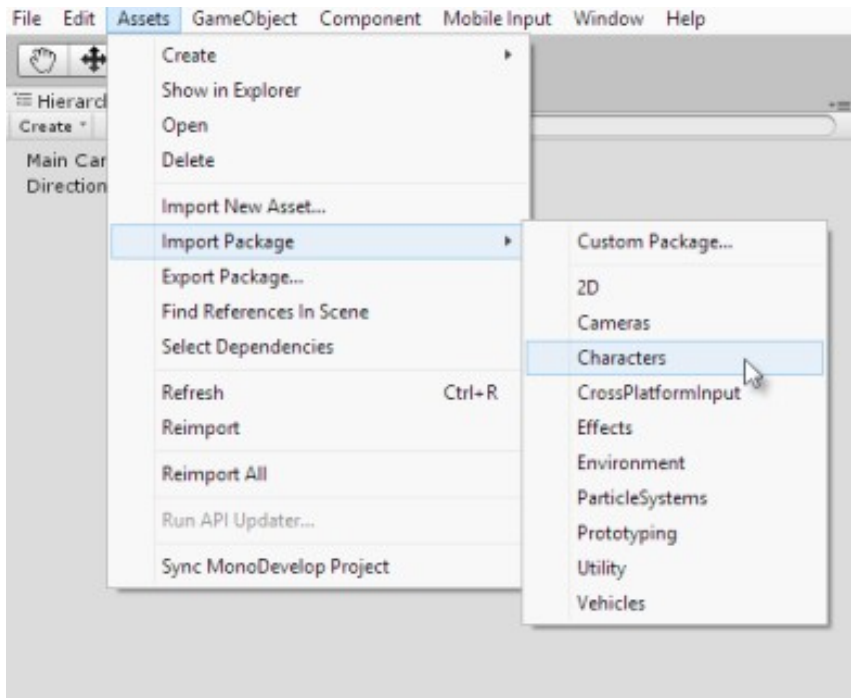 File Edit Assets GameObject Component Mobile Input Window Help
Hierarc
Create
Main Car
Direction
Create
Show in Explorer
Open
Delete
Import New Asset...
Import Package
Export Package...
Find References In Scene
Select Dependencies
Refresh Ctrl+R
Reimport
Reimport All
Run API Updater...
Sync MonoDevelop Project
Custom Package...
2D
Cameras
Characters
CrossPlatformInput
Effects
Environment
ParticleSystems
Prototyping
Utility
Vehicles